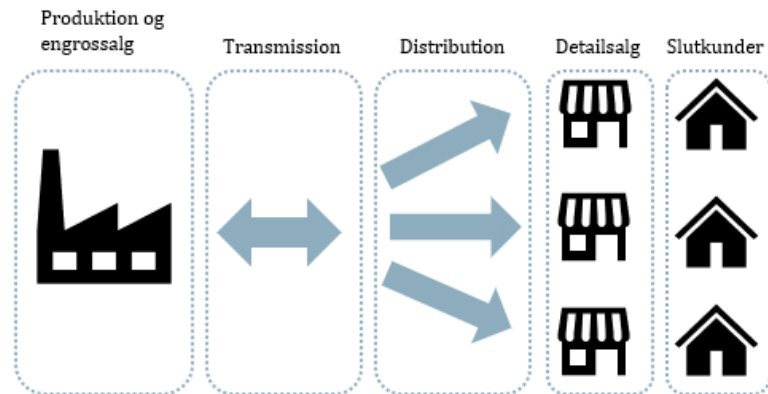 Produktion og
engrossalg
Transmission
Distribution
Detailsalg
Slutkunder